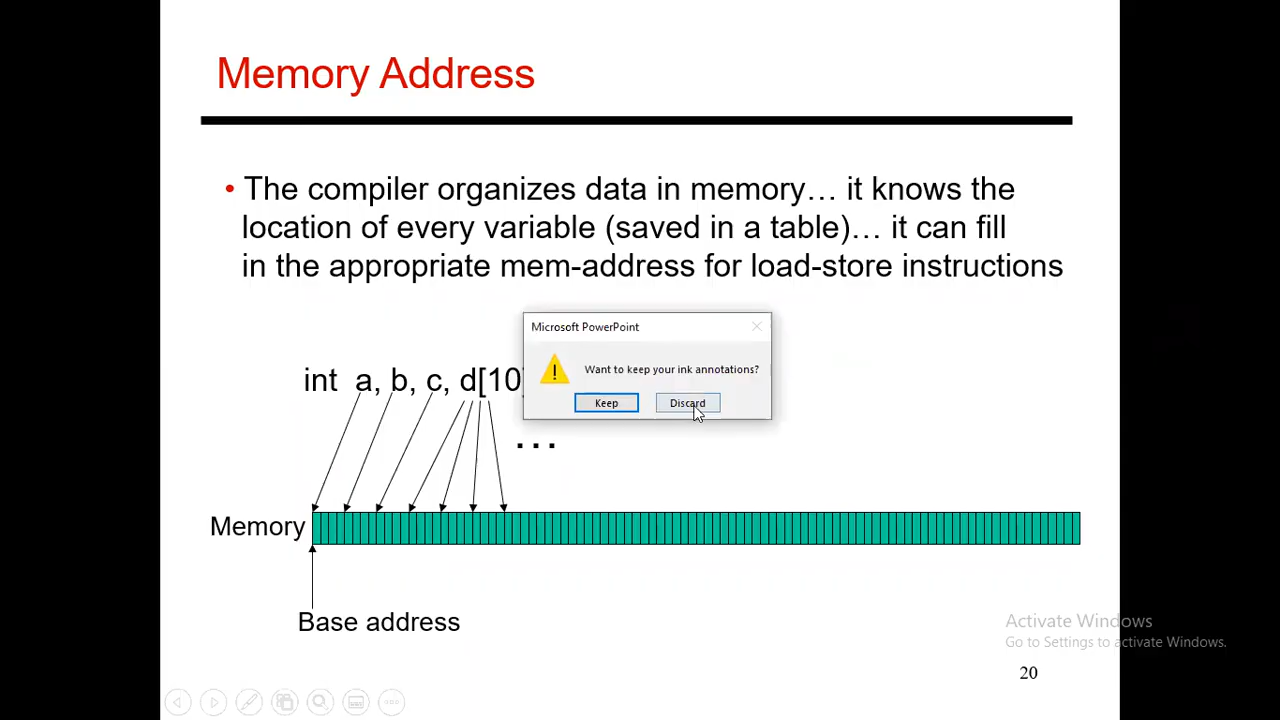 Memory Address
• The compiler organizes data in memory… it knows the
location of every variable (saved in a table)… it can fill
in the appropriate mem-address for load-store instructions
Microsoft PowerPoint
Want to keep your ink annotations?
Keep Discard
int a, b, c, d[10]
…
Memory
Base address
Activate Windows
Go to Settings to activate Windows.
20